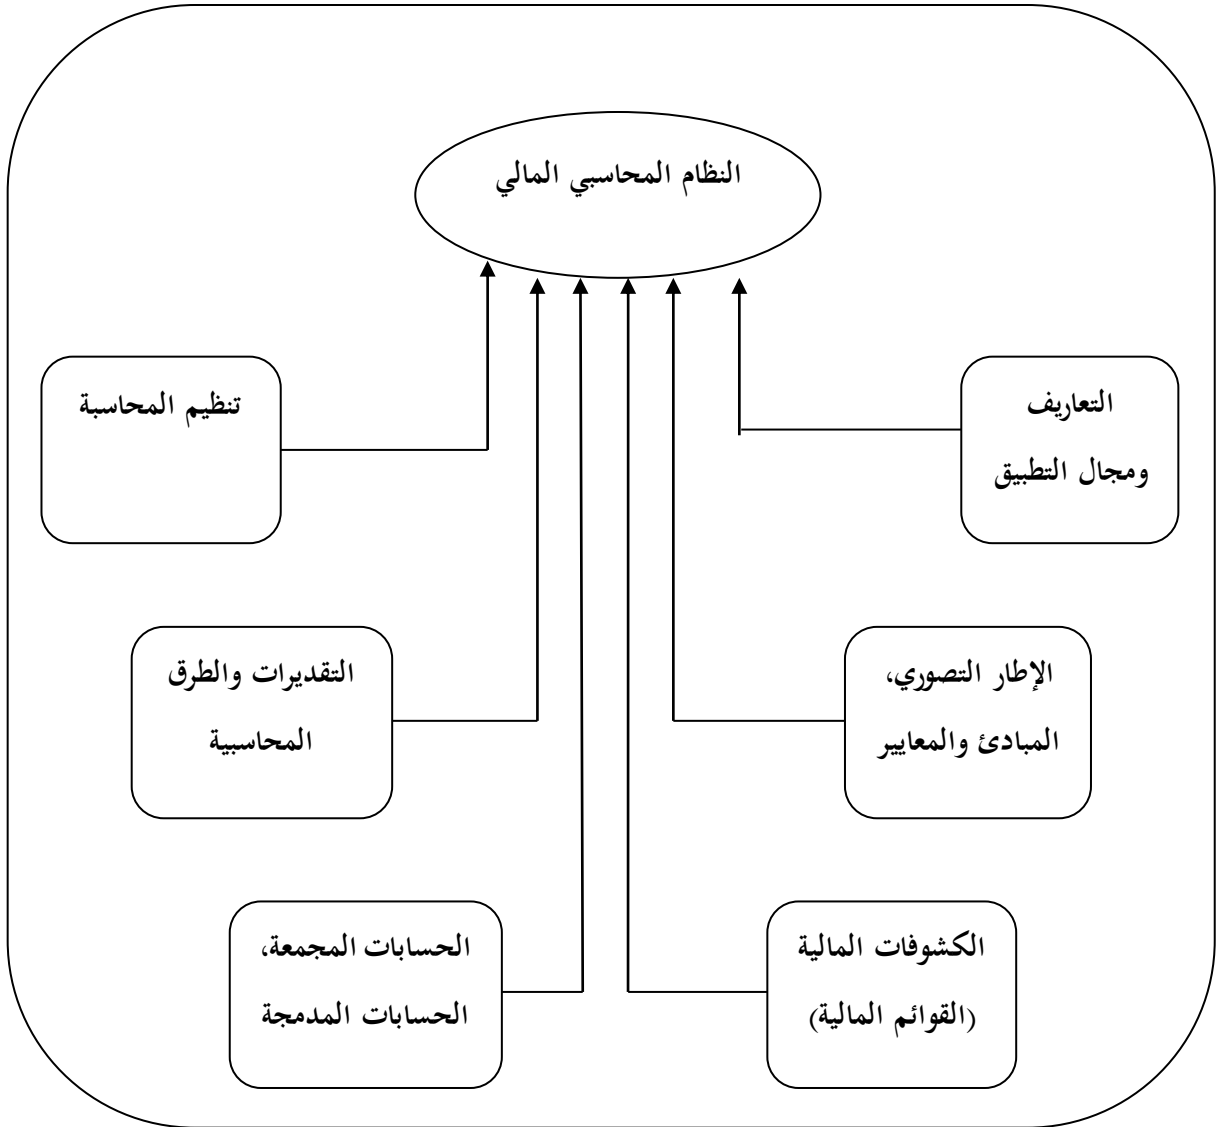 النظام المحاسبي المالي
التعاريف
ومجال التطبيق
تنظيم المحاسبة
الإطار التصوري،
المبادئ والمعايير
التقديرات والطرق
المحاسبية
الكشوفات المالية
(القوائم المالية)
الحسابات المجمعة،
الحسابات المدمجة